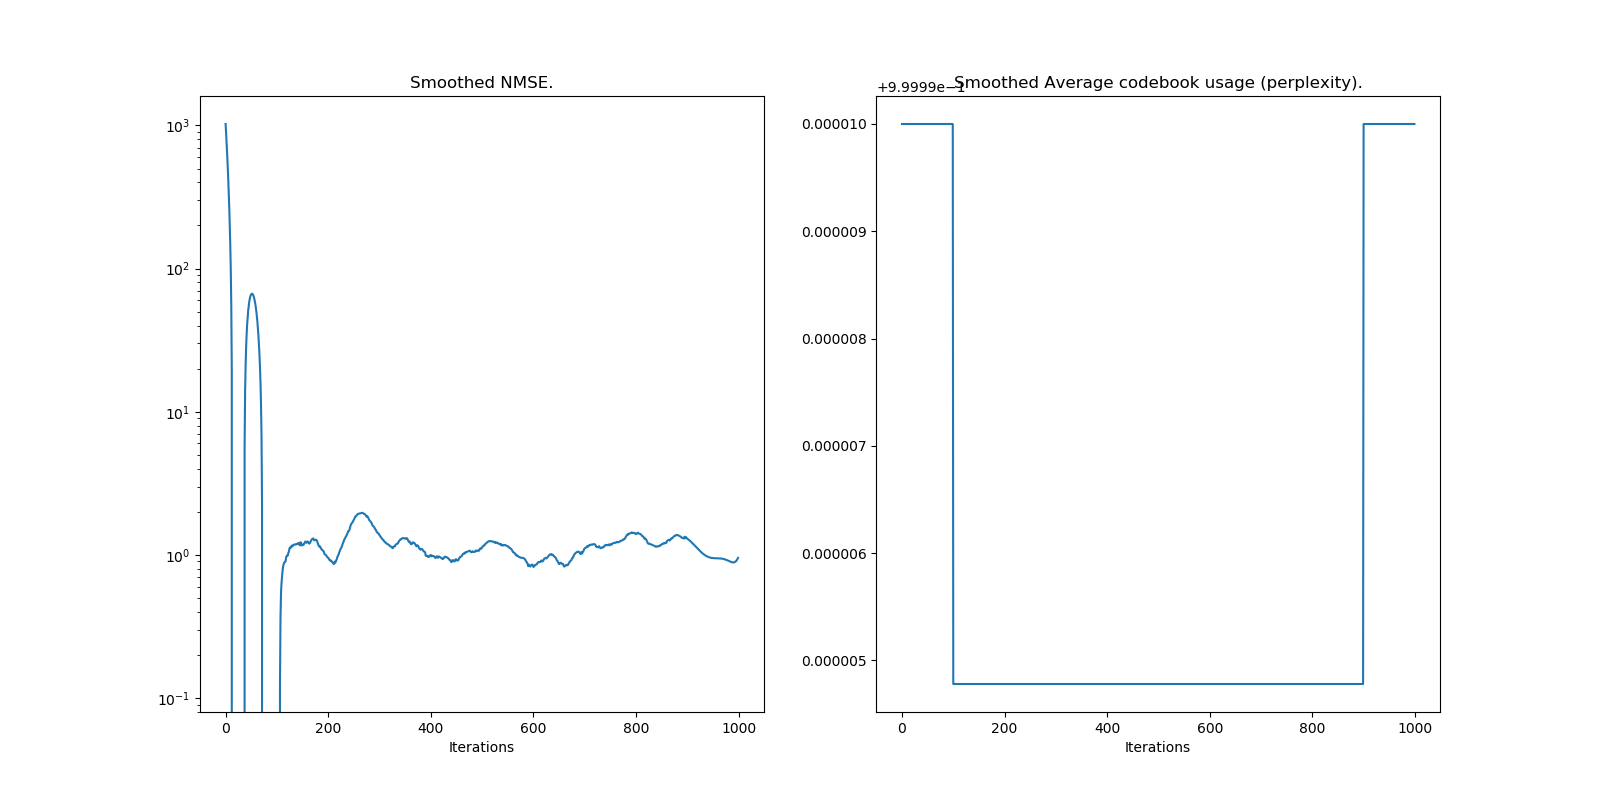 Smoothed NMSE.
10³
10²
10¹
10⁰
10⁻¹
0 200 400 600 800 1000
Iterations
+9.9999e−1
Smoothed Average codebook usage (perplexity).
0.000010
0.000009
0.000008
0.000007
0.000006
0.000005
0 200 400 600 800 1000
Iterations